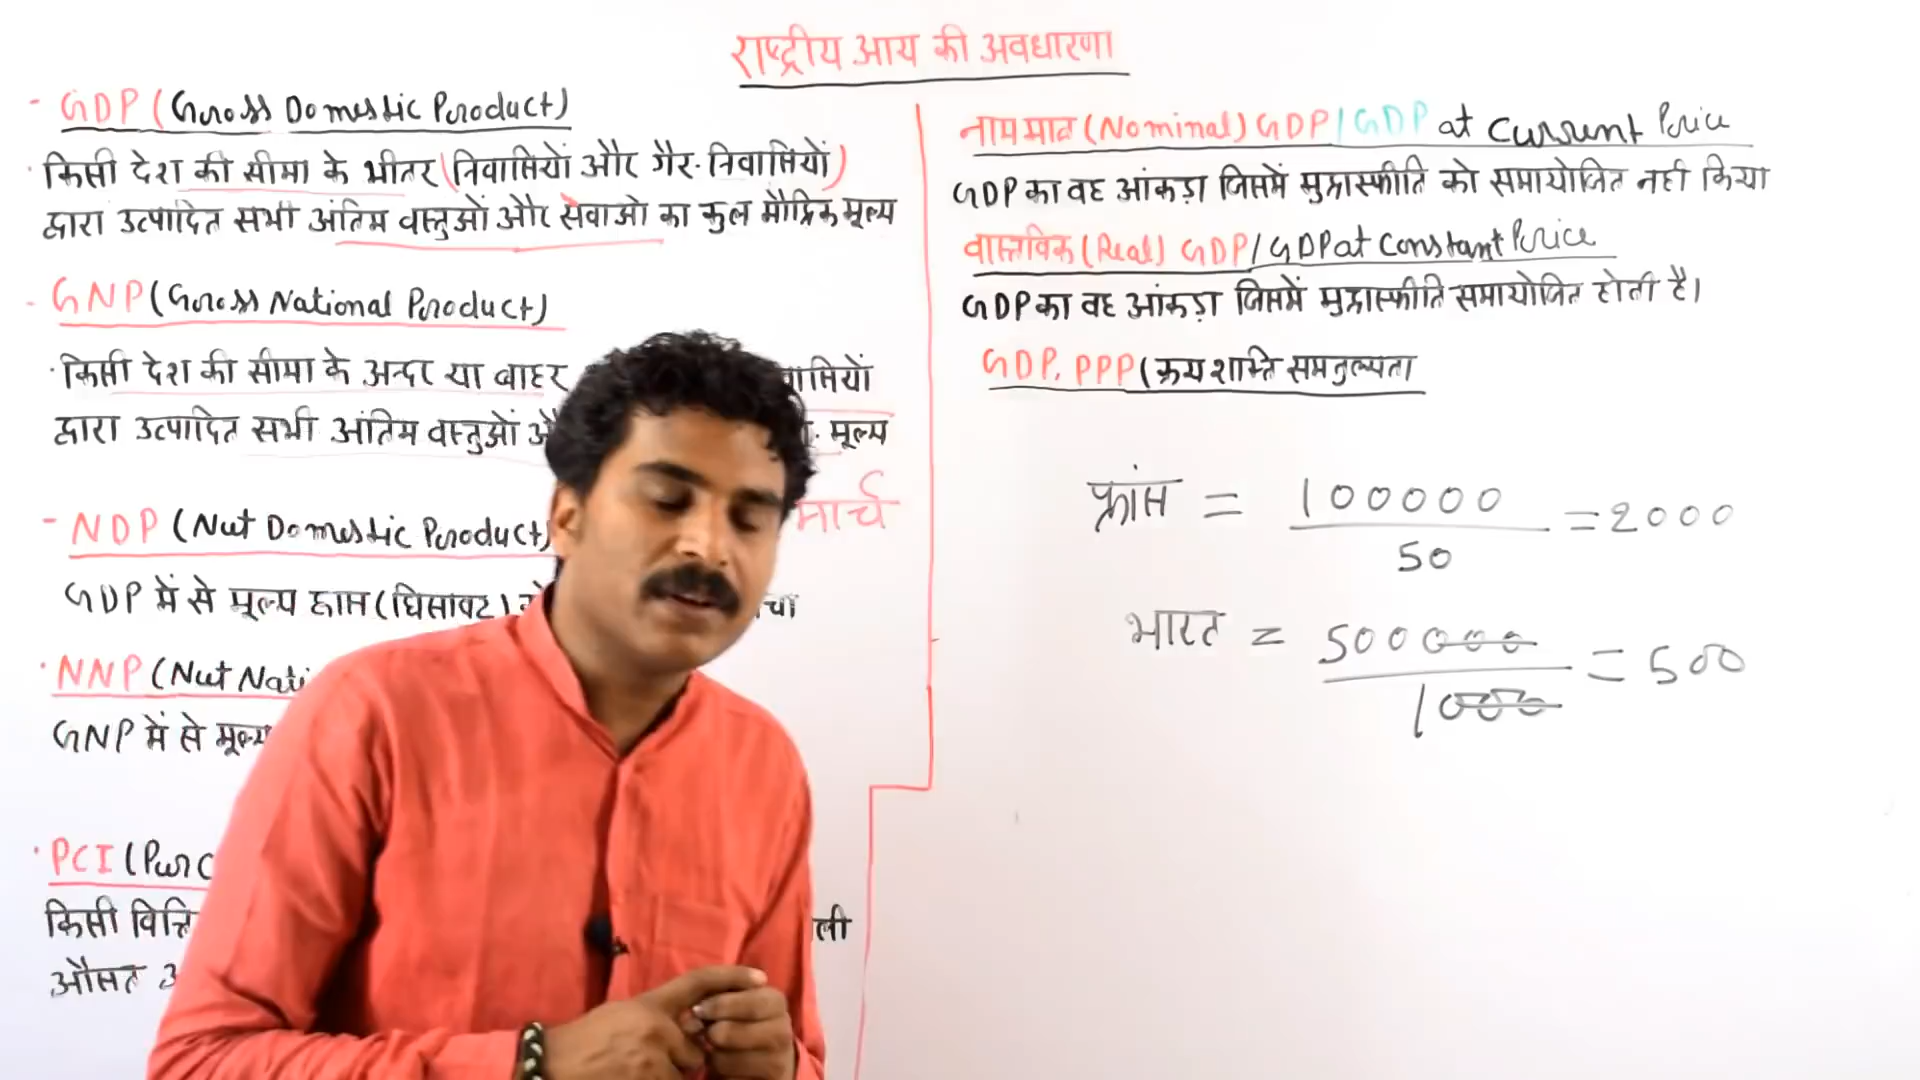 राष्ट्रीय आय की अवधारणा
- GDP (Gross Domestic Product)
· किसी देश की सीमा के भीतर (निवासियों और गैर-निवासियों)
द्वारा उत्पादित सभी अंतिम वस्तुओं और सेवाओ का कुल मौद्रिक मूल्य
- GNP (Gross National Product)
· किसी देश की सीमा के अन्दर या बाहर
द्वारा उत्पादित सभी अंतिम वस्तुओं मूल्य
मार्च
- NDP (Net Domestic Product)
GDP में से मूल्य ह्रास (घिसावट)
· NNP (Net
GNP में से मूल्य
· PCI (Per
किसी
औसत
नाममात्र (Nominal) GDP / GDP at Current Price
GDP का वह आंकड़ा जिसमें मुद्रास्फीति को समायोजित नही किया
वास्तविक (Real) GDP / GDP at Constant Price
GDP का वह आंकड़ा जिसमें मुद्रास्फीति समायोजित होती है।
GDP. PPP (क्रय शक्ति समतुल्यता
फ्रांस = 100000 / 50 = 2000
भारत = 500000 / 1000 = 500